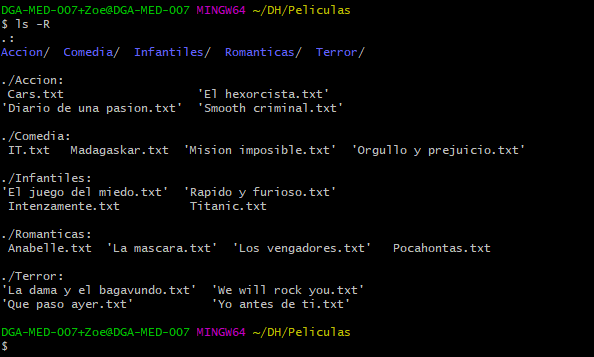 DGA-MED-007+Zoe@DGA-MED-007 MINGW64 ~/DH/Peliculas
$ ls -R
.:
Accion/  Comedia/  Infantiles/  Romanticas/  Terror/

./Accion:
 Cars.txt                   'El hexorcista.txt'
'Diario de una pasion.txt'  'Smooth criminal.txt'

./Comedia:
 IT.txt   Madagaskar.txt  'Mision imposible.txt'  'Orgullo y prejuicio.txt'

./Infantiles:
'El juego del miedo.txt'  'Rapido y furioso.txt'
 Intenzamente.txt          Titanic.txt

./Romanticas:
 Anabelle.txt  'La mascara.txt'  'Los vengadores.txt'   Pocahontas.txt

./Terror:
'La dama y el bagavundo.txt'  'We will rock you.txt'
'Que paso ayer.txt'           'Yo antes de ti.txt'

DGA-MED-007+Zoe@DGA-MED-007 MINGW64 ~/DH/Peliculas
$